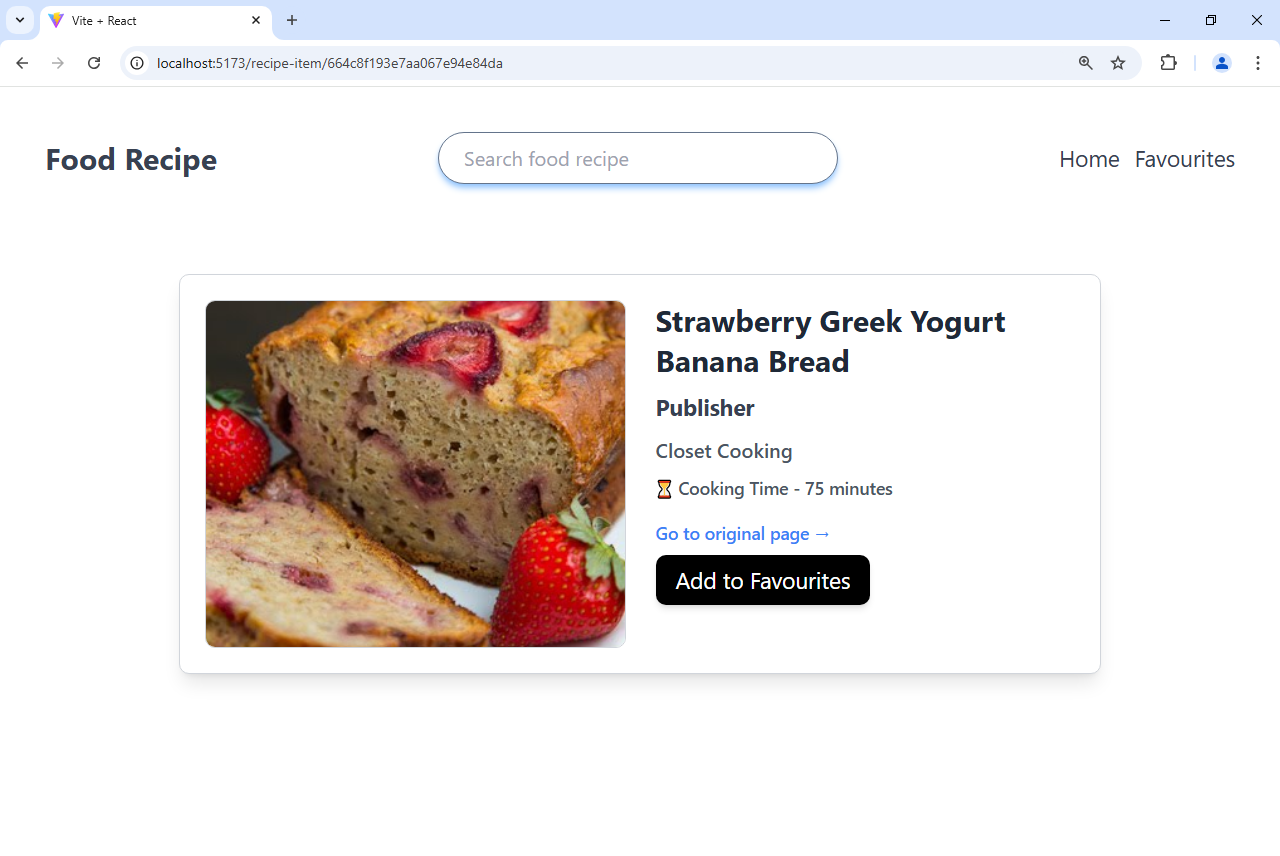 Vite + React
localhost:5173/recipe-item/664c8f193e7aa067e94e84da
Food Recipe
Search food recipe
Home Favourites
Strawberry Greek Yogurt
Banana Bread
Publisher
Closet Cooking
⏳ Cooking Time - 75 minutes
Go to original page →
Add to Favourites